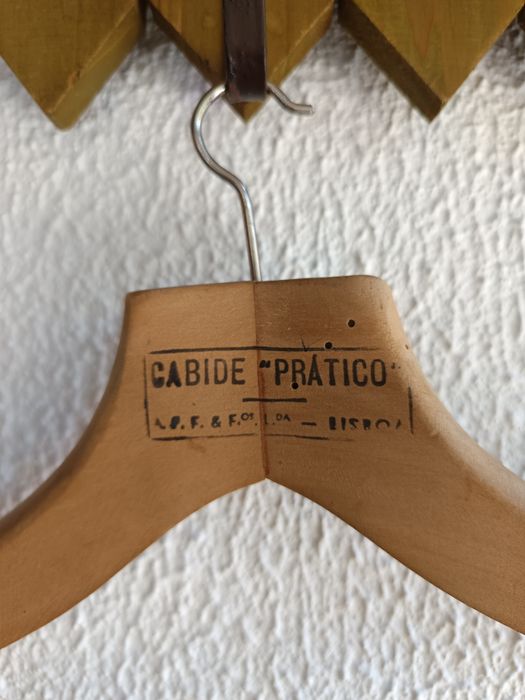 CABIDE "PRÁTICO"
F. & F.os L.DA — LISBOA